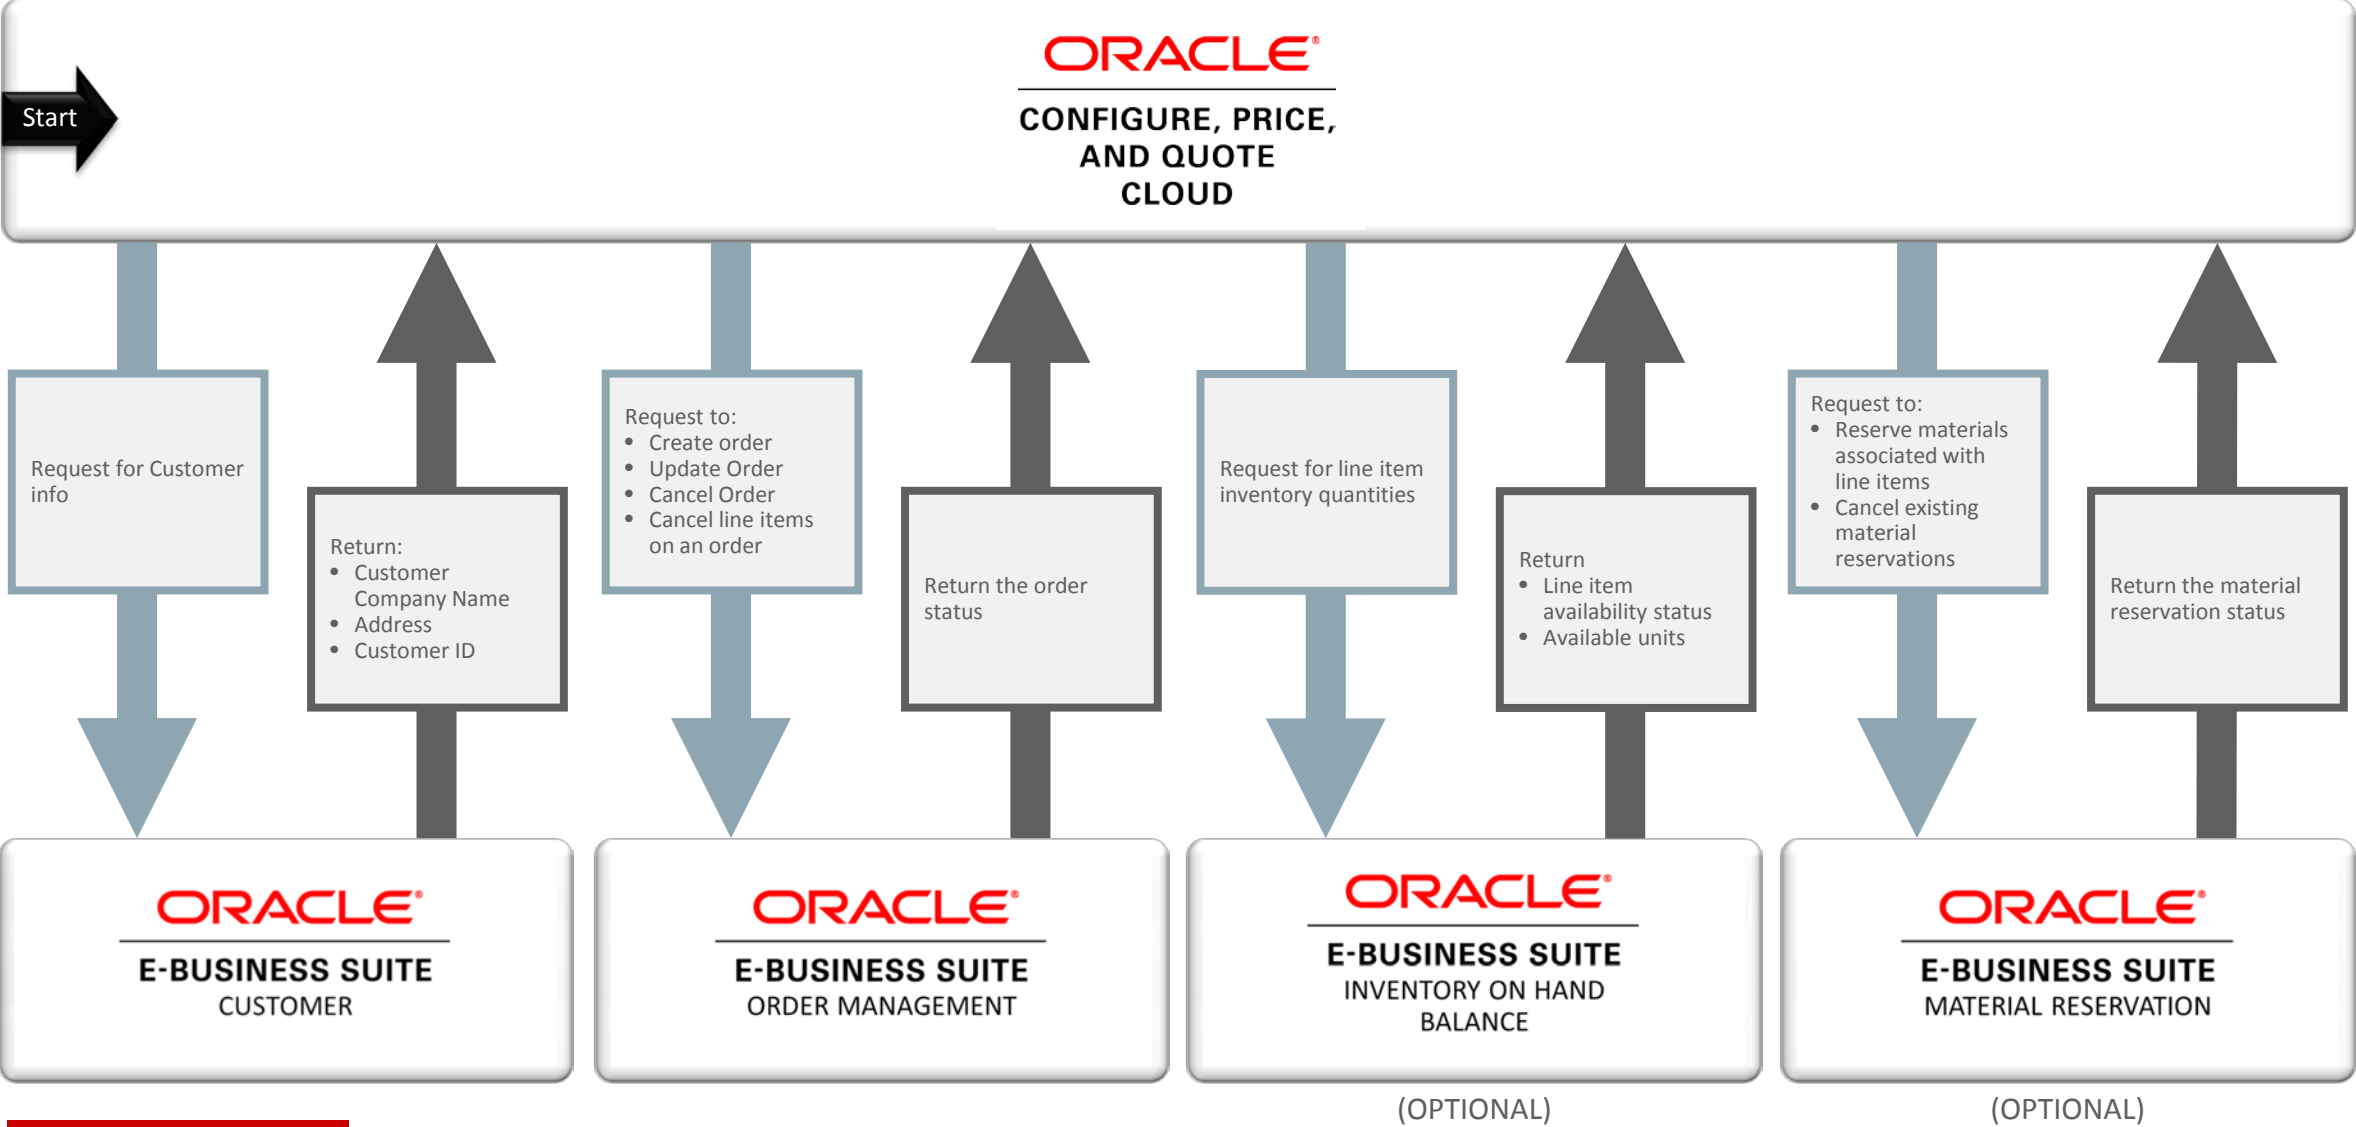 ORACLE®
CONFIGURE, PRICE,
AND QUOTE
CLOUD
Start
Request for Customer
info
Return:
• Customer
Company Name
• Address
• Customer ID
Request to:
• Create order
• Update Order
• Cancel Order
• Cancel line items
on an order
Return the order
status
Request for line item
inventory quantities
Return
• Line item
availability status
• Available units
Request to:
• Reserve materials
associated with
line items
• Cancel existing
material
reservations
Return the material
reservation status
ORACLE®
E-BUSINESS SUITE
CUSTOMER
ORACLE®
E-BUSINESS SUITE
ORDER MANAGEMENT
ORACLE®
E-BUSINESS SUITE
INVENTORY ON HAND
BALANCE
(OPTIONAL)
ORACLE®
E-BUSINESS SUITE
MATERIAL RESERVATION
(OPTIONAL)